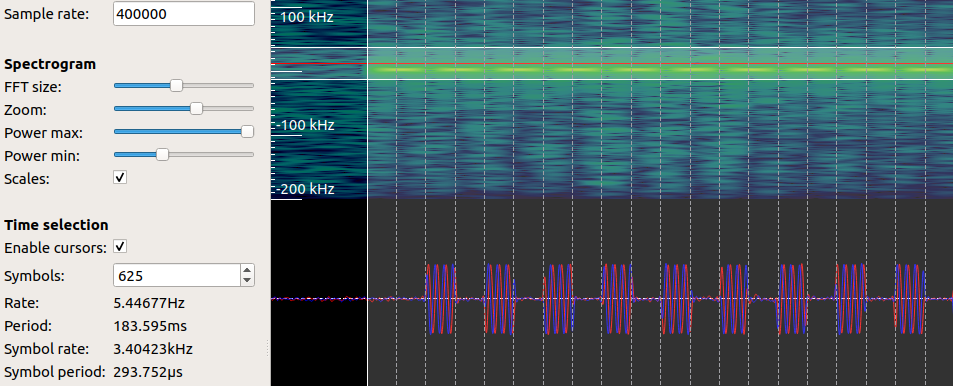 Sample rate: 400000
Spectrogram
FFT size:
Zoom:
Power max:
Power min:
Scales:
Time selection
Enable cursors:
Symbols: 625
Rate: 5.44677Hz
Period: 183.595ms
Symbol rate: 3.40423kHz
Symbol period: 293.752µs
100 kHz
-100 kHz
-200 kHz